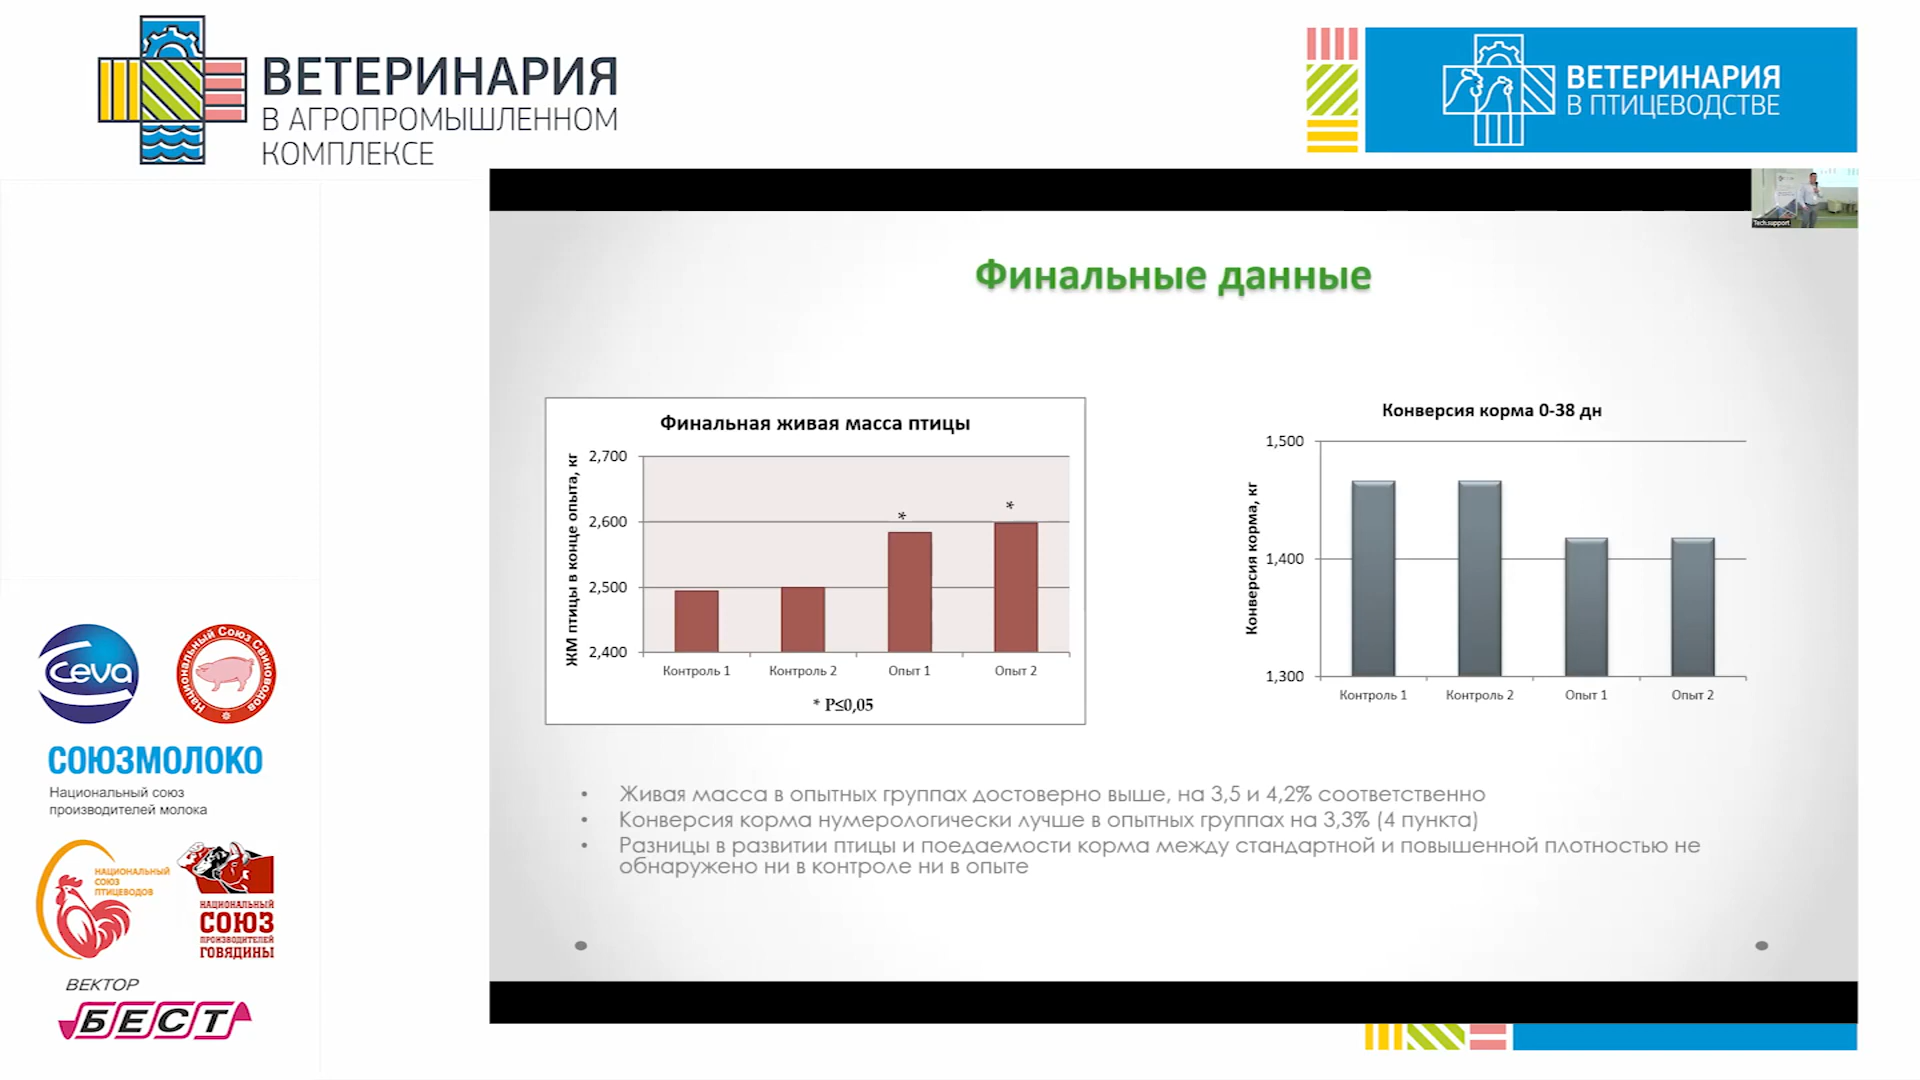 ВЕТЕРИНАРИЯ
В АГРОПРОМЫШЛЕННОМ
КОМПЛЕКСЕ
ВЕТЕРИНАРИЯ
В ПТИЦЕВОДСТВЕ
Tech.support
Финальные данные
Финальная живая масса птицы
ЖМ птицы в конце опыта, кг
2,700
2,600
2,500
2,400
*
*
Контроль 1
Контроль 2
Опыт 1
Опыт 2
* P≤0,05
Конверсия корма 0-38 дн
Конверсия корма, кг
1,500
1,400
1,300
Контроль 1
Контроль 2
Опыт 1
Опыт 2
• Живая масса в опытных группах достоверно выше, на 3,5 и 4,2% соответственно
• Конверсия корма нумерологически лучше в опытных группах на 3,3% (4 пункта)
• Разницы в развитии птицы и поедаемости корма между стандартной и повышенной плотностью не
обнаружено ни в контроле ни в опыте
Ceva
Национальный Союз Свиноводов
СОЮЗМОЛОКО
Национальный союз
производителей молока
НАЦИОНАЛЬНЫЙ
СОЮЗ
ПТИЦЕВОДОВ
НАЦИОНАЛЬНЫЙ
СОЮЗ
ПРОИЗВОДИТЕЛЕЙ
ГОВЯДИНЫ
ВЕКТОР
БЕСТ